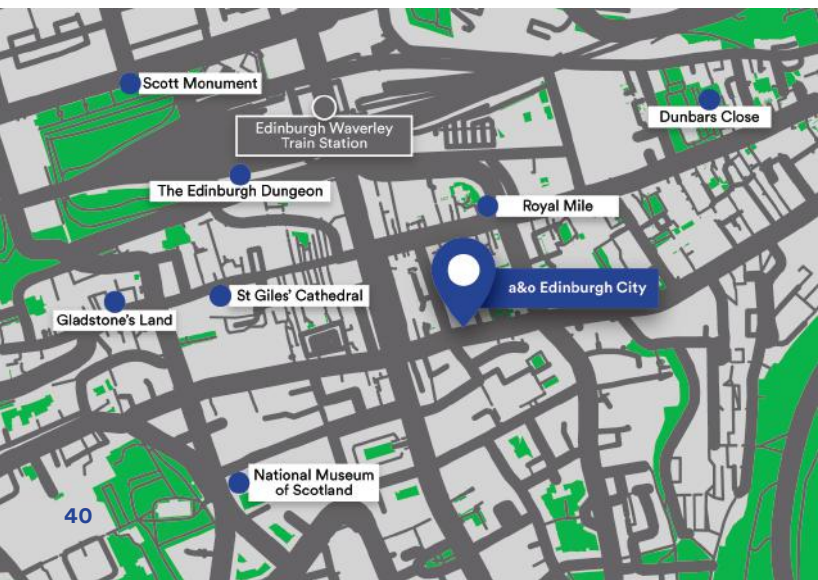 Scott Monument
Edinburgh Waverley
Train Station
Dunbars Close
The Edinburgh Dungeon
Royal Mile
a&o Edinburgh City
St Giles' Cathedral
Gladstone's Land
National Museum
of Scotland
40